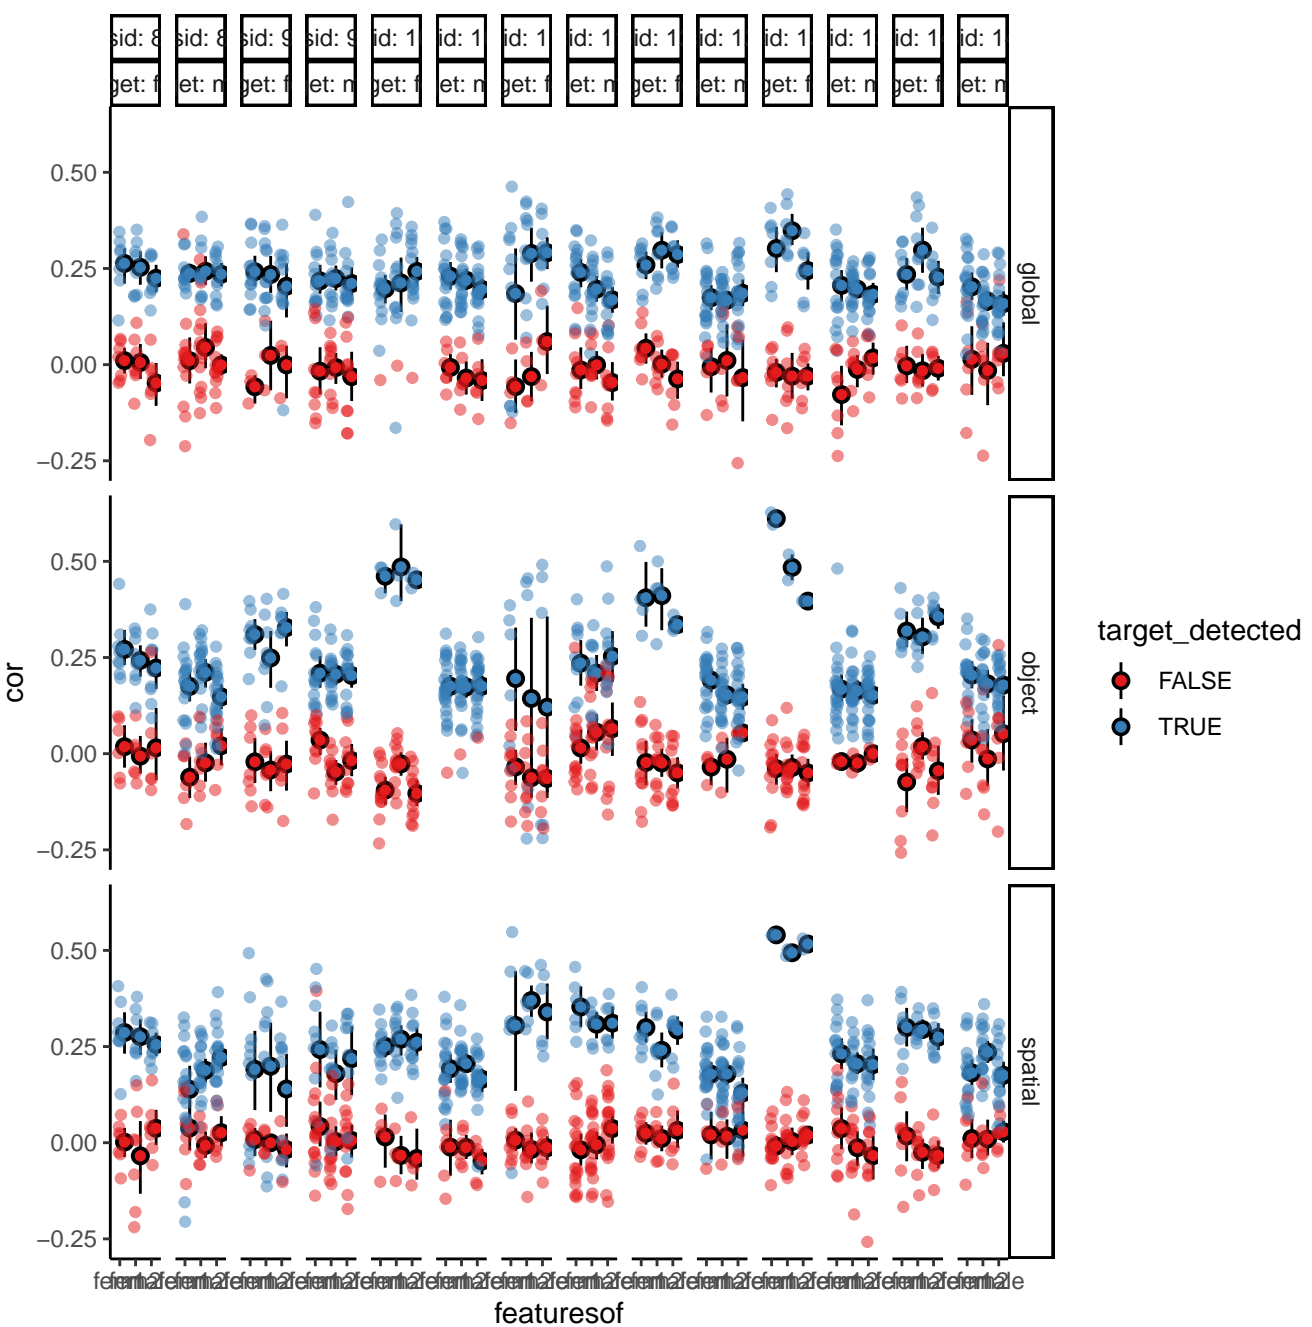 sid: 8 sid: 8 sid: 9 sid: 9 id: 1 id: 1 id: 1 id: 1 id: 1 id: 1 id: 1 id: 1 id: 1 id: 1
get: f et: m get: f et: m get: f et: m get: f et: m get: f et: m get: f et: m get: f et: m
0.50
0.25
0.00
−0.25
global
0.50
0.25
0.00
−0.25
object
0.50
0.25
0.00
−0.25
spatial
cor
featuresof
target_detected
FALSE
TRUE